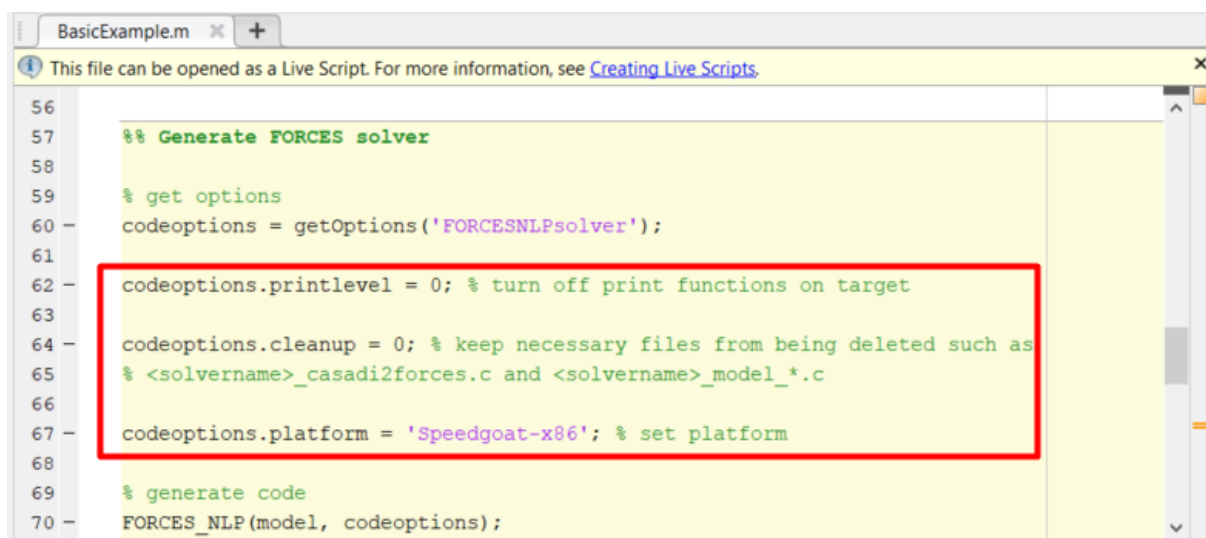 BasicExample.m × +
This file can be opened as a Live Script. For more information, see Creating Live Scripts. ×
56
57 %% Generate FORCES solver
58
59 % get options
60 – codeoptions = getOptions('FORCESNLPsolver');
61
62 – codeoptions.printlevel = 0; % turn off print functions on target
63
64 – codeoptions.cleanup = 0; % keep necessary files from being deleted such as
65 % <solvername>_casadi2forces.c and <solvername>_model_*.c
66
67 – codeoptions.platform = 'Speedgoat-x86'; % set platform
68
69 % generate code
70 – FORCES_NLP(model, codeoptions);